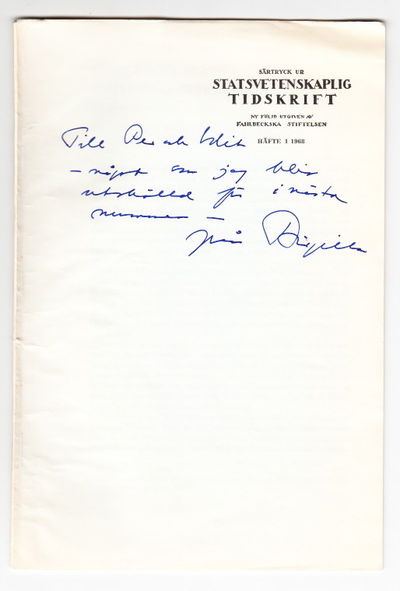 SÄRTRYCK UR
STATSVETENSKAPLIG
TIDSKRIFT
NY FÖLJD UTGIVEN AV
FAHLBECKSKA STIFTELSEN
HÄFTE 1 1968
Till Per och
– något som jag blir
utskälld för i nästa
nummer –
från